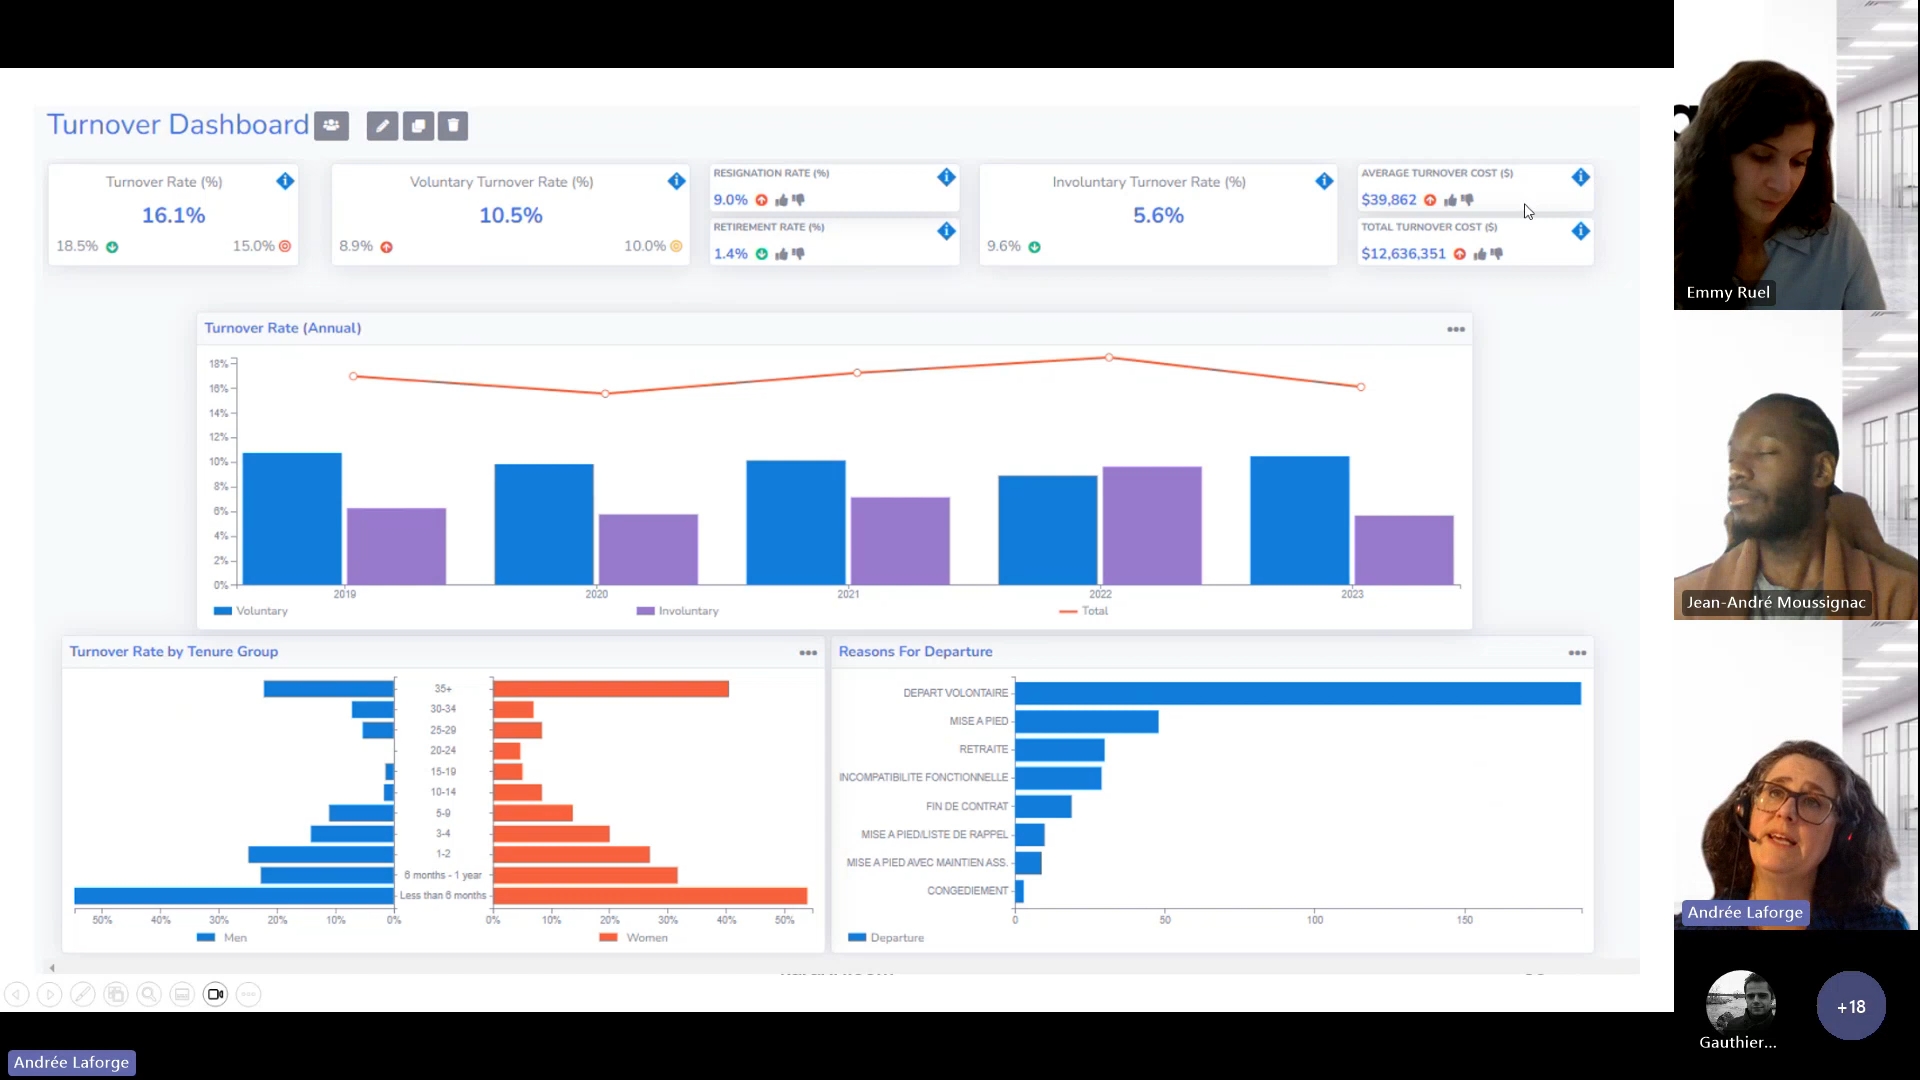 Turnover Dashboard
Turnover Rate (%)
16.1%
18.5%
15.0%
Voluntary Turnover Rate (%)
10.5%
8.9%
10.0%
RESIGNATION RATE (%)
9.0%
RETIREMENT RATE (%)
1.4%
Involuntary Turnover Rate (%)
5.6%
9.6%
AVERAGE TURNOVER COST ($)
$39,862
TOTAL TURNOVER COST ($)
$12,636,351
Turnover Rate (Annual)
18%
16%
14%
12%
10%
8%
6%
4%
2%
0%
2019 2020 2021 2022 2023
Voluntary Involuntary Total
Turnover Rate by Tenure Group
35+
30-34
25-29
20-24
15-19
10-14
5-9
3-4
1-2
6 months - 1 year
Less than 6 months
50% 40% 30% 20% 10% 0% 0% 10% 20% 30% 40% 50%
Men Women
Reasons For Departure
DEPART VOLONTAIRE
MISE A PIED
RETRAITE
INCOMPATIBILITE FONCTIONNELLE
FIN DE CONTRAT
MISE A PIED/LISTE DE RAPPEL
MISE A PIED AVEC MAINTIEN ASS.
CONGEDIEMENT
0 50 100 150
Departure
Emmy Ruel
Jean-André Moussignac
Andrée Laforge
Gauthier...
+18
Andrée Laforge